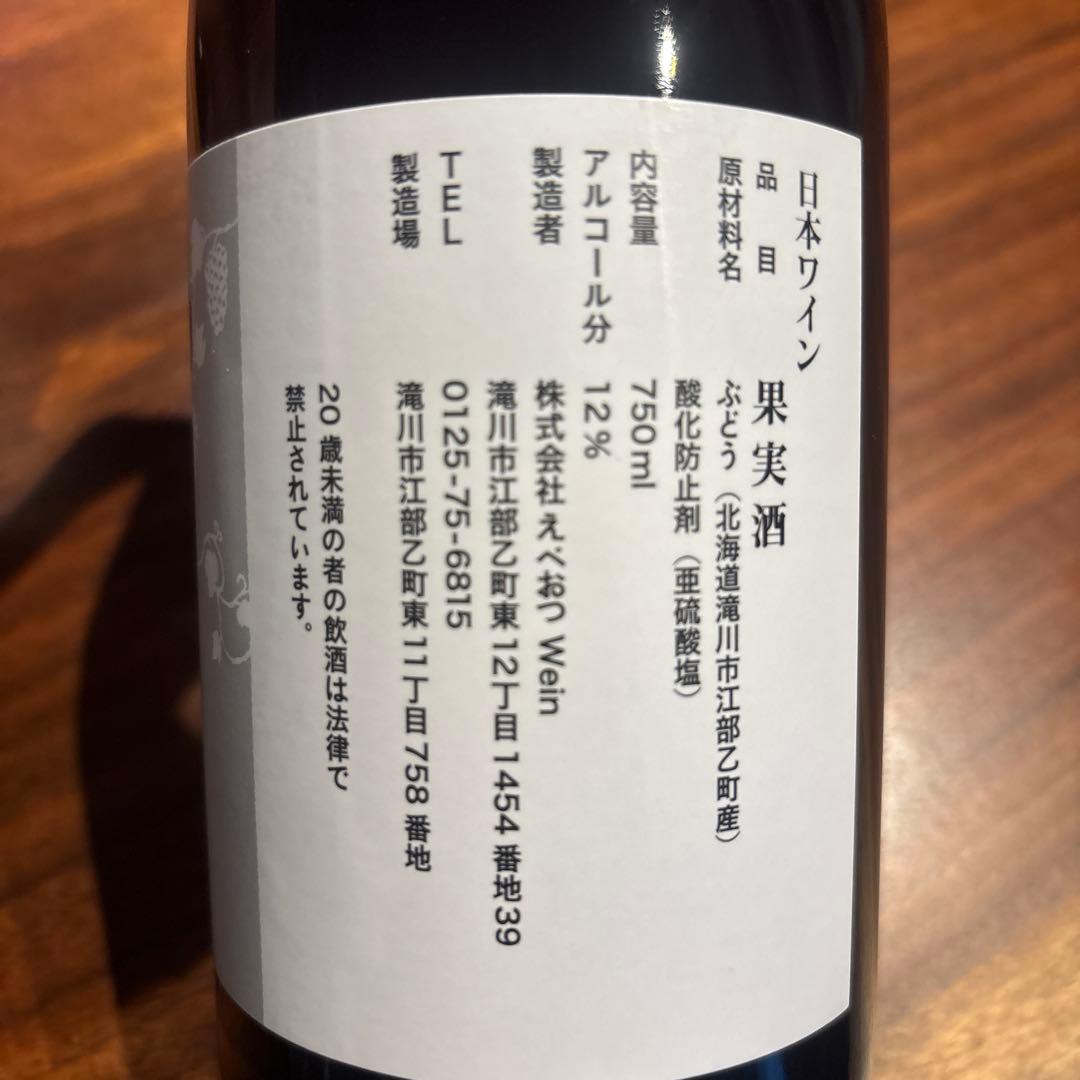 日本ワイン
品目 果実酒
原材料名 ぶどう（北海道滝川市江部乙町産）
酸化防止剤（亜硫酸塩）
内容量 750ml
アルコール分 12%
製造者 株式会社 えべおつ Wein
滝川市江部乙町東12丁目1454番地39
TEL 0125-75-6815
製造場 滝川市江部乙町東11丁目758番地
20歳未満の者の飲酒は法律で
禁止されています。